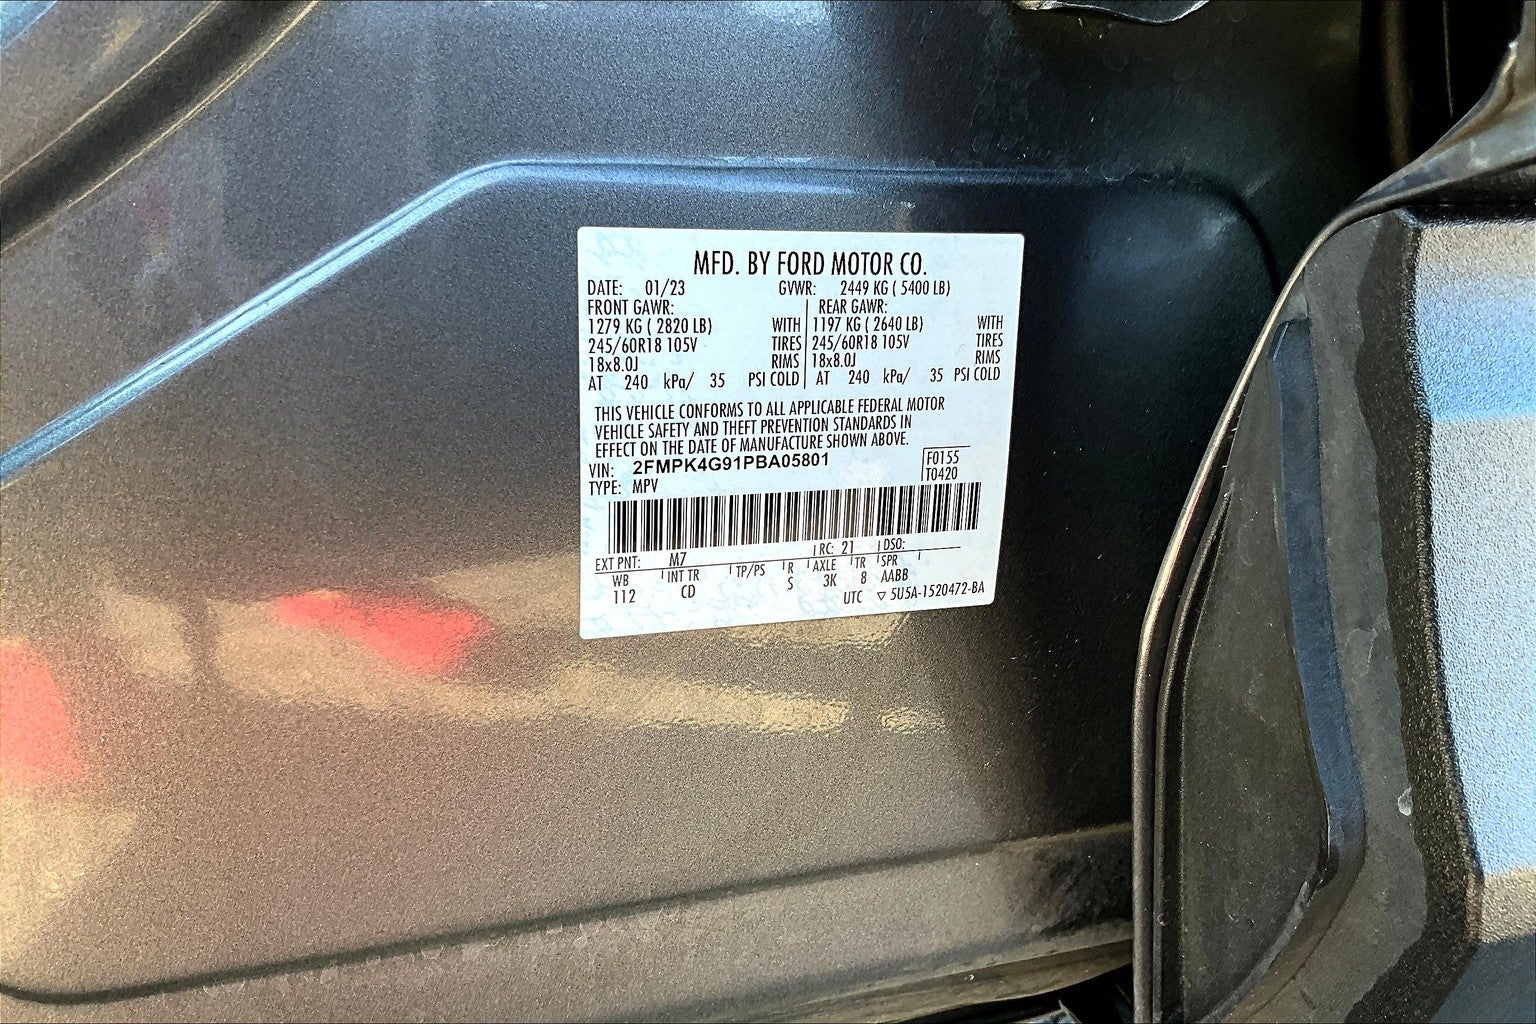 MFD. BY FORD MOTOR CO.
DATE: 01/23 GVWR: 2449 KG ( 5400 LB)
FRONT GAWR: REAR GAWR:
1279 KG ( 2820 LB) WITH 1197 KG ( 2640 LB) WITH
245/60R18 105V TIRES 245/60R18 105V TIRES
18x8.0J RIMS 18x8.0J RIMS
AT 240 kPa/ 35 PSI COLD AT 240 kPa/ 35 PSI COLD
THIS VEHICLE CONFORMS TO ALL APPLICABLE FEDERAL MOTOR
VEHICLE SAFETY AND THEFT PREVENTION STANDARDS IN
EFFECT ON THE DATE OF MANUFACTURE SHOWN ABOVE.
VIN: 2FMPK4G91PBA05801 F0155
TYPE: MPV T0420
EXT PNT: M7 RC: 21 DSO:
WB INT TR TP/PS R AXLE TR SPR
112 CD S 3K 8 AABB
UTC ▽ 5U5A-1520472-BA